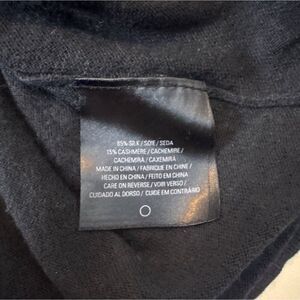 85% SILK / SOIE / SEDA
15% CASHMERE / CACHEMIRE /
CACHEMIRA / CAXEMIRA
MADE IN CHINA / FABRIQUE EN CHINE /
HECHO EN CHINA / FEITO EM CHINA
CARE ON REVERSE / VOIR VERSO /
CUIDADO AL DORSO / CUIDE EM CONTRÁRIO